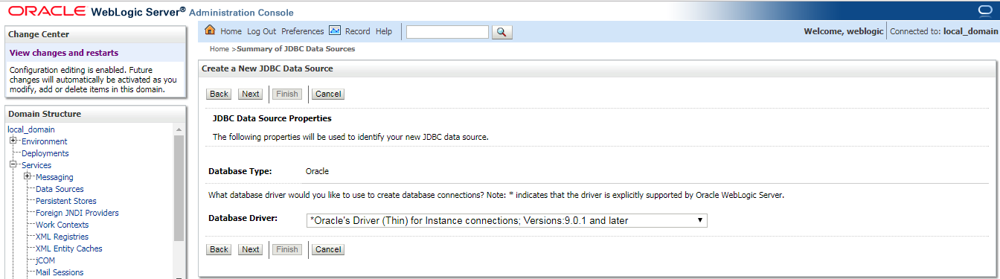 ORACLE WebLogic Server® Administration Console
Change Center
View changes and restarts
Configuration editing is enabled. Future
changes will automatically be activated as you
modify, add or delete items in this domain.
Domain Structure
local_domain
Environment
Deployments
Services
Messaging
Data Sources
Persistent Stores
Foreign JNDI Providers
Work Contexts
XML Registries
XML Entity Caches
jCOM
Mail Sessions
Home Log Out Preferences Record Help
Welcome, weblogic Connected to: local_domain
Home >Summary of JDBC Data Sources
Create a New JDBC Data Source
Back Next Finish Cancel
JDBC Data Source Properties
The following properties will be used to identify your new JDBC data source.
Database Type: Oracle
What database driver would you like to use to create database connections? Note: * indicates that the driver is explicitly supported by Oracle WebLogic Server.
Database Driver: *Oracle's Driver (Thin) for Instance connections; Versions:9.0.1 and later
Back Next Finish Cancel